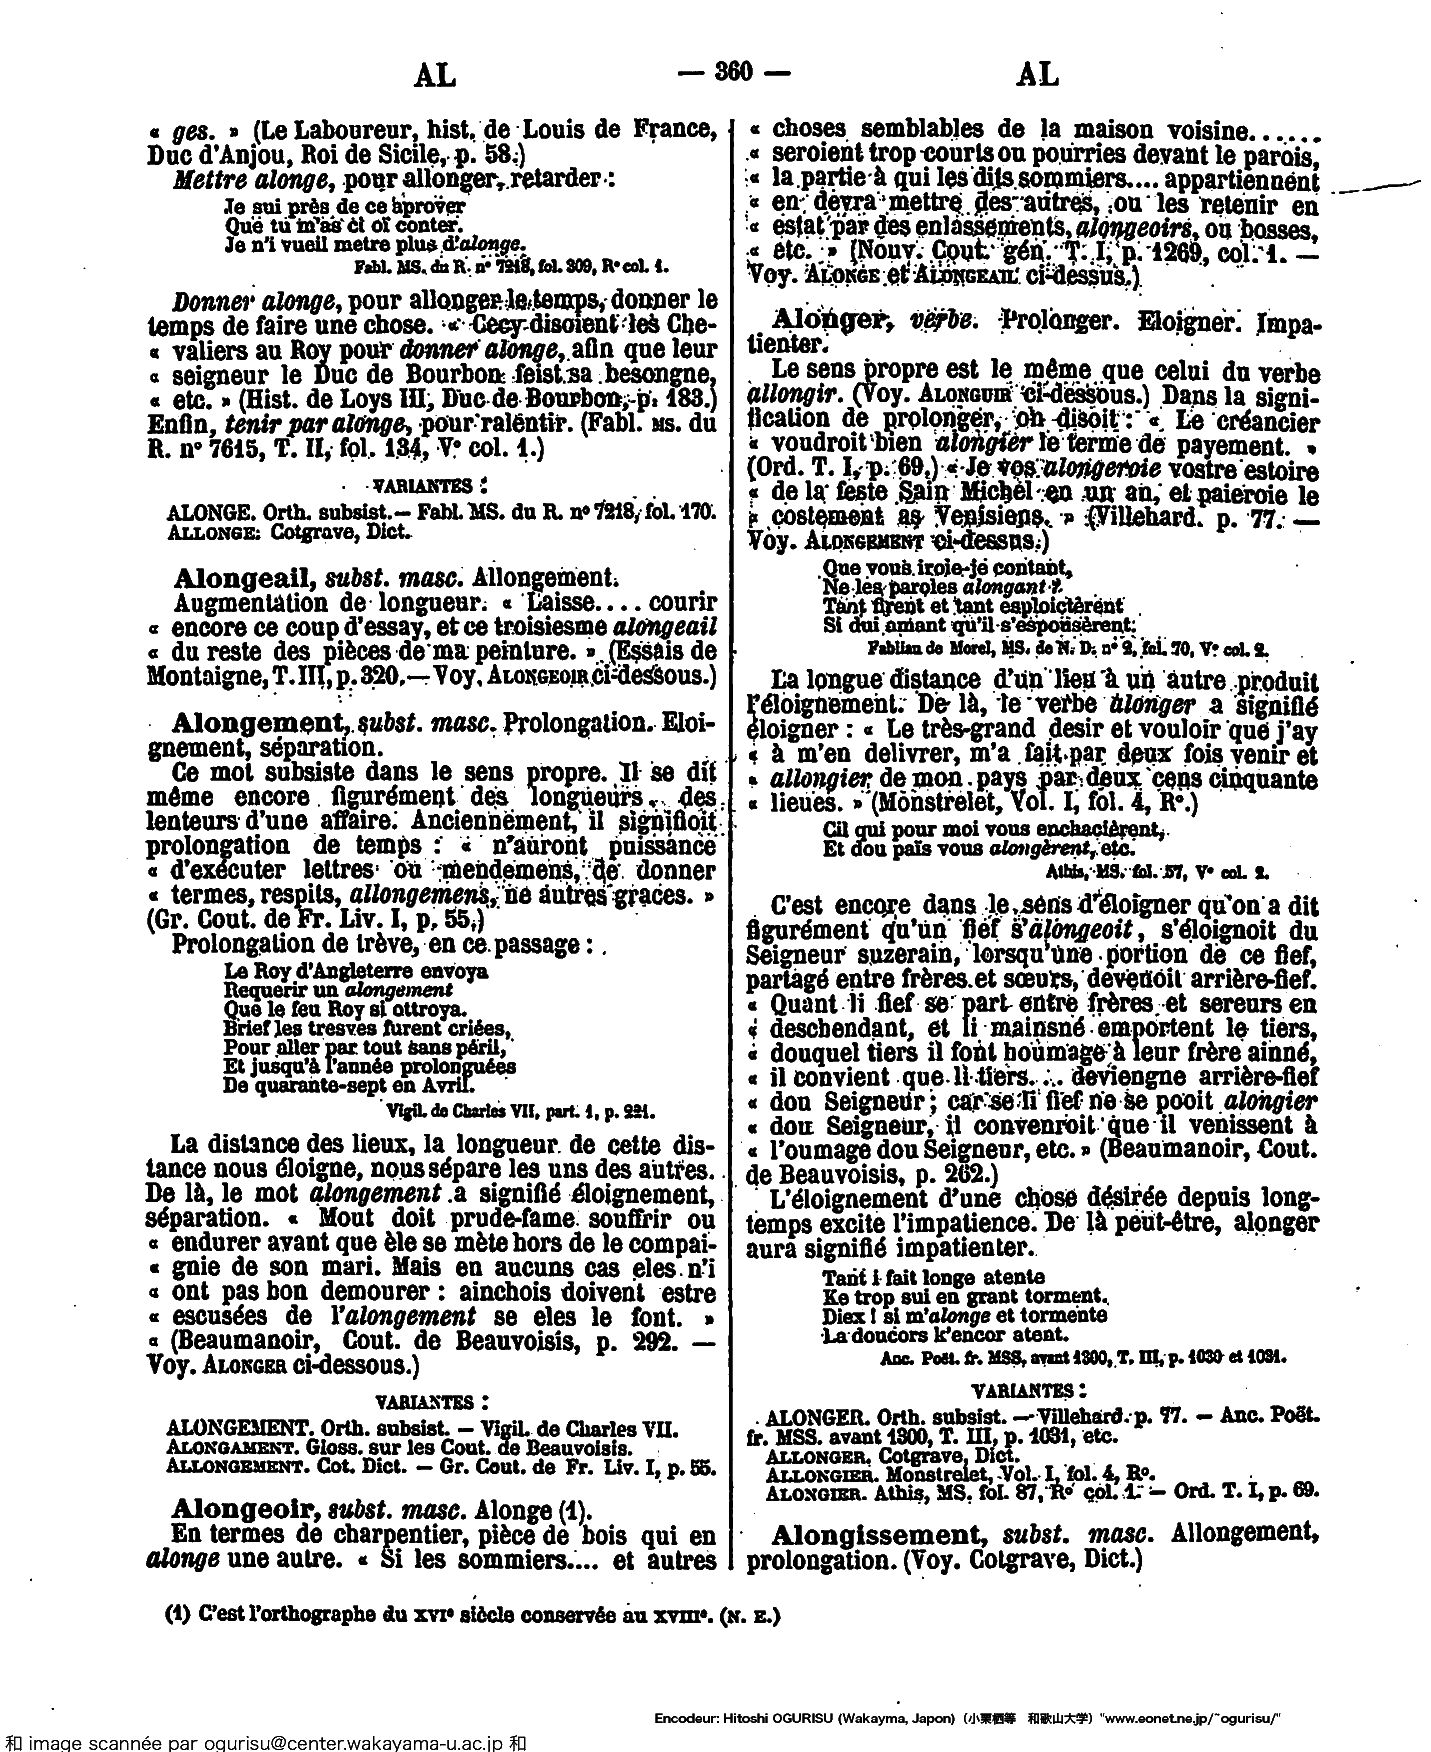 AL — 360 — AL
« ges. » (Le Laboureur, hist. de Louis de France,
Duc d'Anjou, Roi de Sicile, p. 58.)
Mettre alonge, pour allonger, retarder :
Je sui près de ce aprover
Que tu m'as ci oï conter.
Je n'i vueil metre plus d'alonge.
Fabl. MS. du R. nº 7218, fol. 309, Rº col. 1.
Donner alonge, pour allonger le temps, donner le
temps de faire une chose. « Cecy disoient les Che-
« valiers au Roy pour donner alonge, afin que leur
« seigneur le Duc de Bourbon feist sa besongne,
« etc. » (Hist. de Loys III, Duc de Bourbon, p. 183.)
Enfin, tenir par alonge, pour ralentir. (Fabl. MS. du
R. nº 7615, T. II, fol. 134, Vº col. 1.)
VARIANTES :
ALONGE. Orth. subsist. — Fabl. MS. du R. nº 7218, fol. 170.
ALLONGE. Cotgrave, Dict.
Alongeail, subst. masc. Allongement.
Augmentation de longueur. « Laisse.... courir
« encore ce coup d'essay, et ce troisiesme alongeail
« du reste des pièces de ma peinture. » (Essais de
Montaigne, T. III, p. 320. — Voy. ALONGEOIR ci-dessous.)
Alongement, subst. masc. Prolongation. Eloi-
gnement, séparation.
Ce mot subsiste dans le sens propre. Il se dit
même encore figurément des longueurs, des
lenteurs d'une affaire. Anciennement, il signifioit
prolongation de temps : « n'auront puissance
« d'exécuter lettres ou mendemens, de donner
« termes, respits, allongemens, ne autres graces. »
(Gr. Cout. de Fr. Liv. I, p. 55.)
Prolongation de trève, en ce passage :
Le Roy d'Angleterre envoya
Requerir un alongement
Que le feu Roy si ottroya.
Brief les tresves furent criées,
Pour aller par tout sans péril,
Et jusqu'à l'année prolonguées
De quarante-sept en Avril.
Vigil. de Charles VII, part. 1, p. 221.
La distance des lieux, la longueur de cette dis-
tance nous éloigne, nous sépare les uns des autres.
De là, le mot alongement a signifié éloignement,
séparation. « Mout doit prude-fame souffrir ou
« endurer avant que èle se mète hors de le compai-
« gnie de son mari. Mais en aucuns cas eles n'i
« ont pas bon demourer : ainchois doivent estre
« escusées de l'alongement se eles le font. »
« (Beaumanoir, Cout. de Beauvoisis, p. 292. —
Voy. ALONGER ci-dessous.)
VARIANTES :
ALONGEMENT. Orth. subsist. — Vigil. de Charles VII.
ALONGAMENT. Gloss. sur les Cout. de Beauvoisis.
ALLONGEMENT. Cot. Dict. — Gr. Cout. de Fr. Liv. I, p. 55.
Alongeoir, subst. masc. Alonge (1).
En termes de charpentier, pièce de bois qui en
alonge une autre. « Si les sommiers.... et autres
« choses semblables de la maison voisine......
« seroient trop courts ou pourries devant le parois,
« la partie à qui les dits sommiers.... appartiennent
« en devra mettre des autres, ou les retenir en
« estat par des enlassements, alongeoirs, ou bosses,
« etc. » (Nouv. Cout. gén. T. I, p. 1269, col. 1. —
Voy. ALONGE et ALONGEAIL ci-dessus.)
Alonger, verbe. Prolonger. Eloigner. Impa-
tienter.
Le sens propre est le même que celui du verbe
allongir. (Voy. ALONGUIR ci-dessous.) Dans la signi-
fication de prolonger, on disoit : « Le créancier
« voudroit bien alongier le terme de payement. »
(Ord. T. I, p. 69.) « Je vos alongeroie vostre estoire
« de la feste Sain Michel en un an, et paieroie le
« costement as Venisiens. » (Villehard. p. 77. —
Voy. ALONGEMENT ci-dessus.)
Que vous iroie-je contant,
Ne les paroles alongant ?
Tant firent et tant esploictèrent
Si dui amant qu'il s'espousèrent.
Fabliau de Morel, MS. de N. D. nº 2, fol. 70, Vº col. 2.
La longue distance d'un lieu à un autre produit
l'éloignement. De là, le verbe alonger a signifié
éloigner : « Le très-grand desir et vouloir que j'ay
« à m'en delivrer, m'a fait par deux fois venir et
« allongier de mon pays par deux cens cinquante
« lieues. » (Monstrelet, Vol. I, fol. 4, Rº.)
Cil qui pour moi vous enchacièrent,
Et dou païs vous alongèrent, etc.
Athis, MS. fol. 57, Vº col. 2.
C'est encore dans le sens d'éloigner qu'on a dit
figurément qu'un fief s'alongeoit, s'éloignoit du
Seigneur suzerain, lorsqu'une portion de ce fief,
partagé entre frères et sœurs, devenoit arrière-fief.
« Quant li fief se part entre frères et sereurs en
« deschendant, et li mainsné emportent le tiers,
« douquel tiers il font houmage à leur frère ainné,
« il convient que li tiers... deviengne arrière-fief
« dou Seigneur ; car se li fief ne se pooit alongier
« dou Seigneur, il convenroit que il venissent à
« l'oumage dou Seigneur, etc. » (Beaumanoir, Cout.
de Beauvoisis, p. 262.)
L'éloignement d'une chose désirée depuis long-
temps excite l'impatience. De là peut-être, alonger
aura signifié impatienter.
Tant i fait longe atente
Ke trop sui en grant torment.
Diex ! si m'alonge et tormente
La doucors k'encor atent.
Anc. Poët. fr. MSS. avant 1300, T. III, p. 1030 et 1031.
VARIANTES :
ALONGER. Orth. subsist. — Villehard. p. 77. — Anc. Poët.
fr. MSS. avant 1300, T. III, p. 1031, etc.
ALLONGER. Cotgrave, Dict.
ALLONGIER. Monstrelet, Vol. I, fol. 4, Rº.
ALONGIER. Athis, MS. fol. 87, Rº col. 1. — Ord. T. I, p. 69.
Alongissement, subst. masc. Allongement,
prolongation. (Voy. Cotgrave, Dict.)
(1) C'est l'orthographe du XVIe siècle conservée au XVIIIe. (N. E.)
Encodeur: Hitoshi OGURISU (Wakayma, Japon) (小栗栖等 和歌山大学) "www.eonet.ne.jp/~ogurisu/"
和 image scannée par ogurisu@center.wakayama-u.ac.jp 和